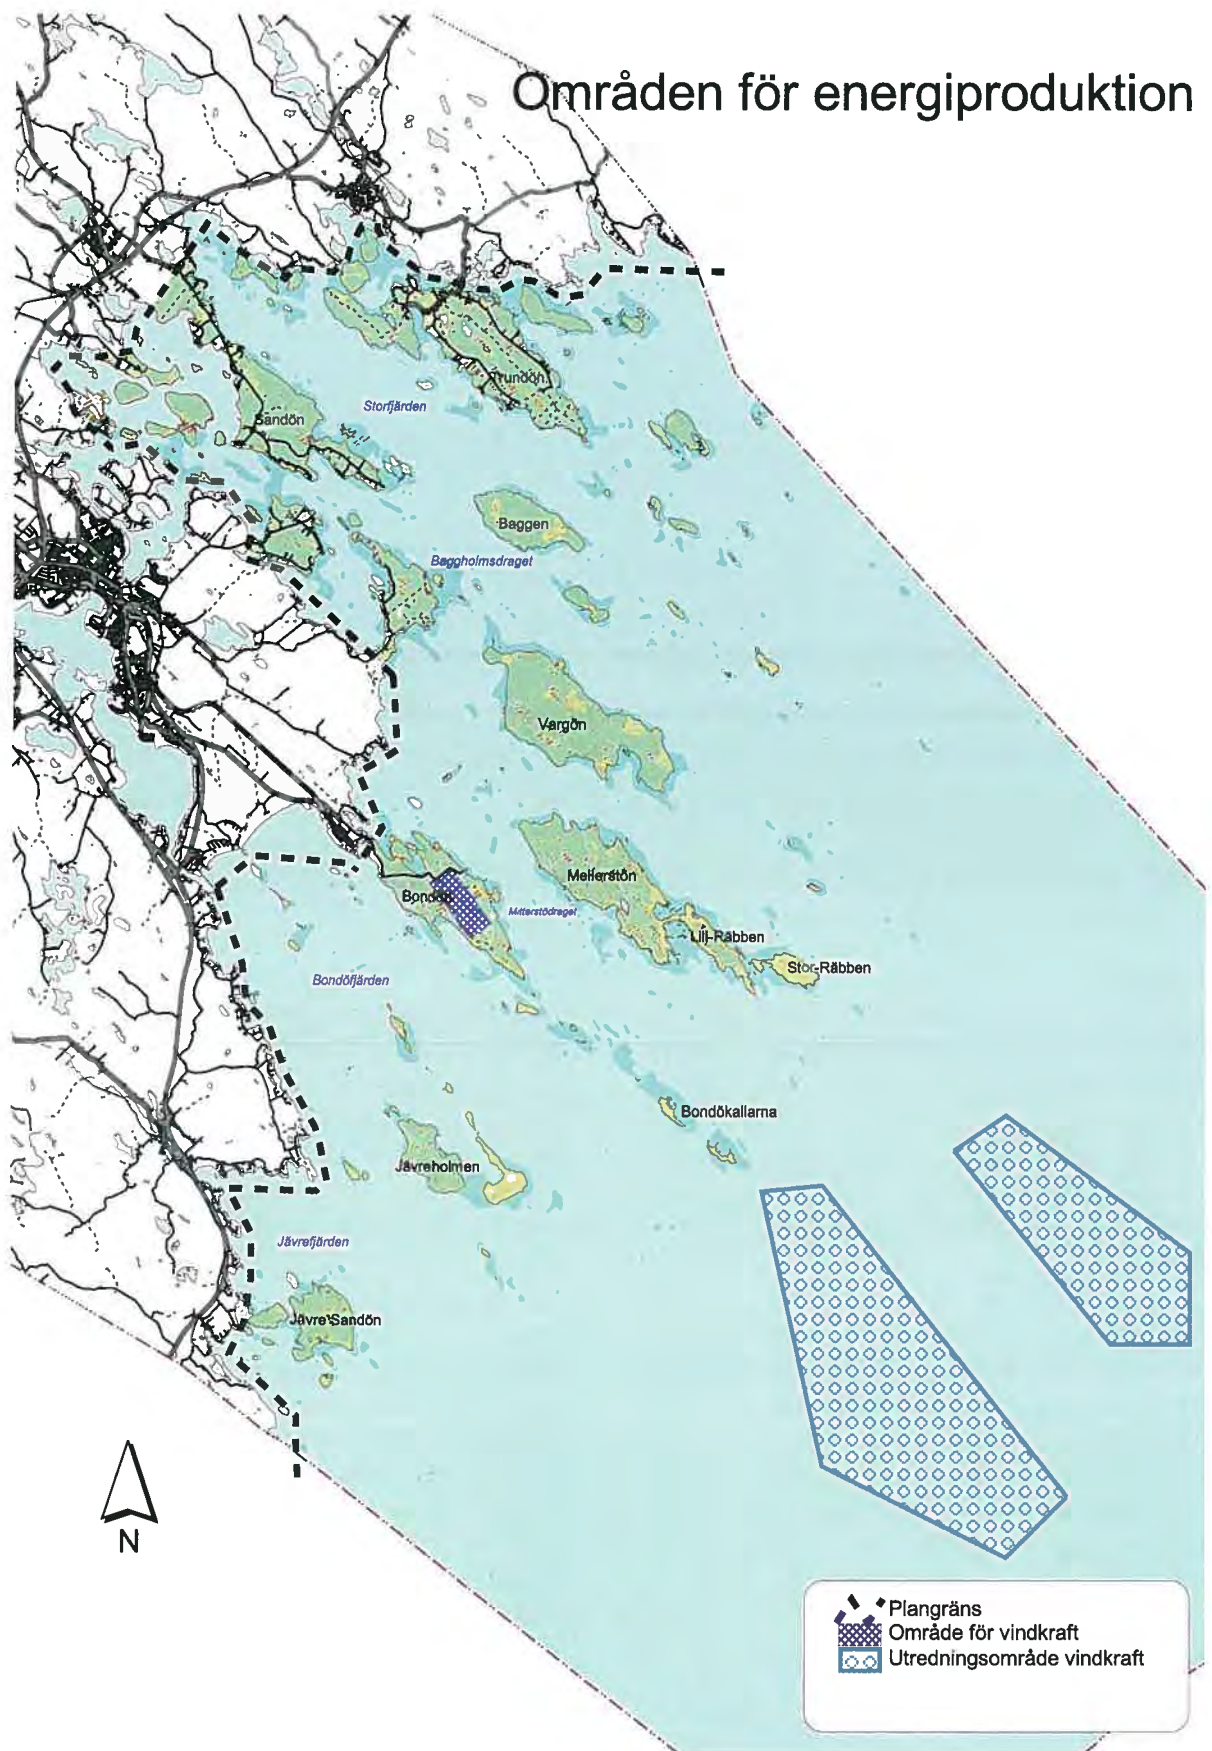 Områden för energiproduktion
Trundön
Storfjärden
Sandön
Baggen
Baggholmsdraget
Vargön
Mellerstön
Bondön
Mitterstödraget
Lill-Räbben
Stor-Räbben
Bondöfjärden
Bondökallarna
Jävreholmen
Jävrefjärden
Jävre Sandön
N
Plangräns
Område för vindkraft
Utredningsområde vindkraft